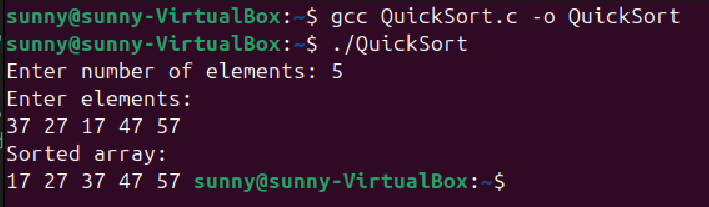 sunny@sunny-VirtualBox:~$ gcc QuickSort.c -o QuickSort
sunny@sunny-VirtualBox:~$ ./QuickSort
Enter number of elements: 5
Enter elements:
37 27 17 47 57
Sorted array:
17 27 37 47 57 sunny@sunny-VirtualBox:~$